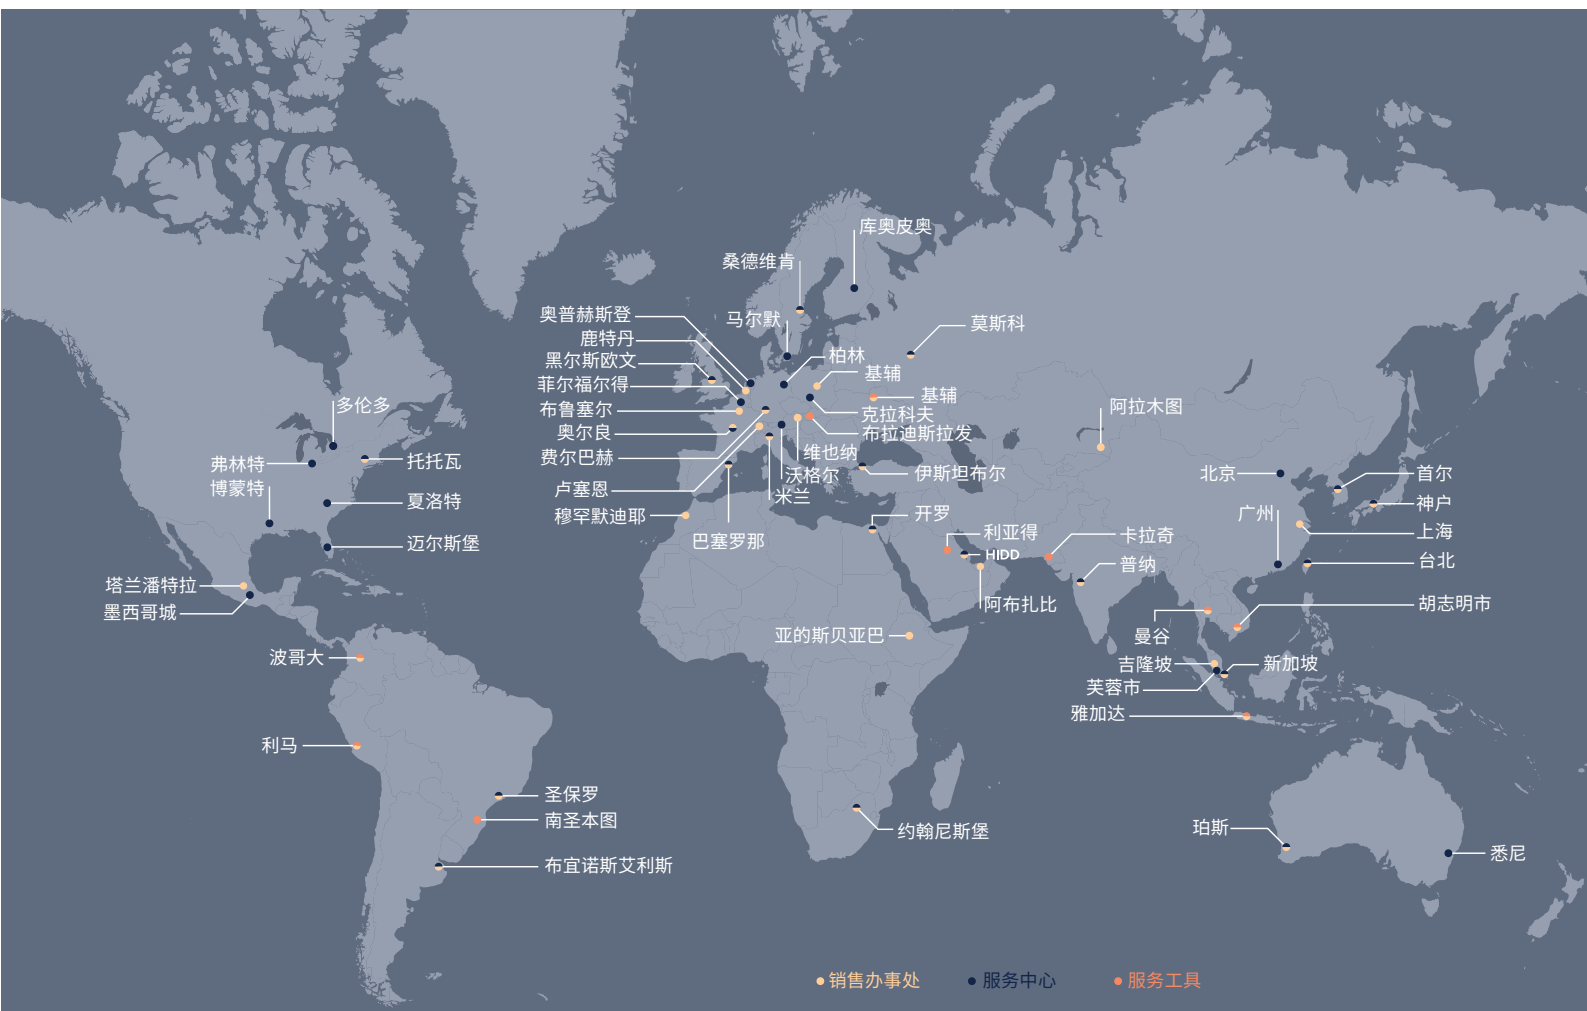 库奥皮奥
桑德维肯
奥普赫斯登
马尔默
莫斯科
鹿特丹
黑尔斯欧文
柏林
基辅
菲尔福尔得
基辅
多伦多
布鲁塞尔
克拉科夫
阿拉木图
奥尔良
布拉迪斯拉发
维也纳
费尔巴赫
托托瓦
弗林特
沃格尔
伊斯坦布尔
北京
首尔
博蒙特
卢塞恩
米兰
夏洛特
神户
穆罕默迪耶
开罗
广州
利亚得
卡拉奇
上海
迈尔斯堡
巴塞罗那
HIDD
普纳
台北
塔兰潘特拉
阿布扎比
胡志明市
墨西哥城
亚的斯贝亚巴
曼谷
波哥大
吉隆坡
新加坡
芙蓉市
雅加达
利马
圣保罗
南圣本图
珀斯
约翰尼斯堡
悉尼
布宜诺斯艾利斯
销售办事处
服务中心
服务工具